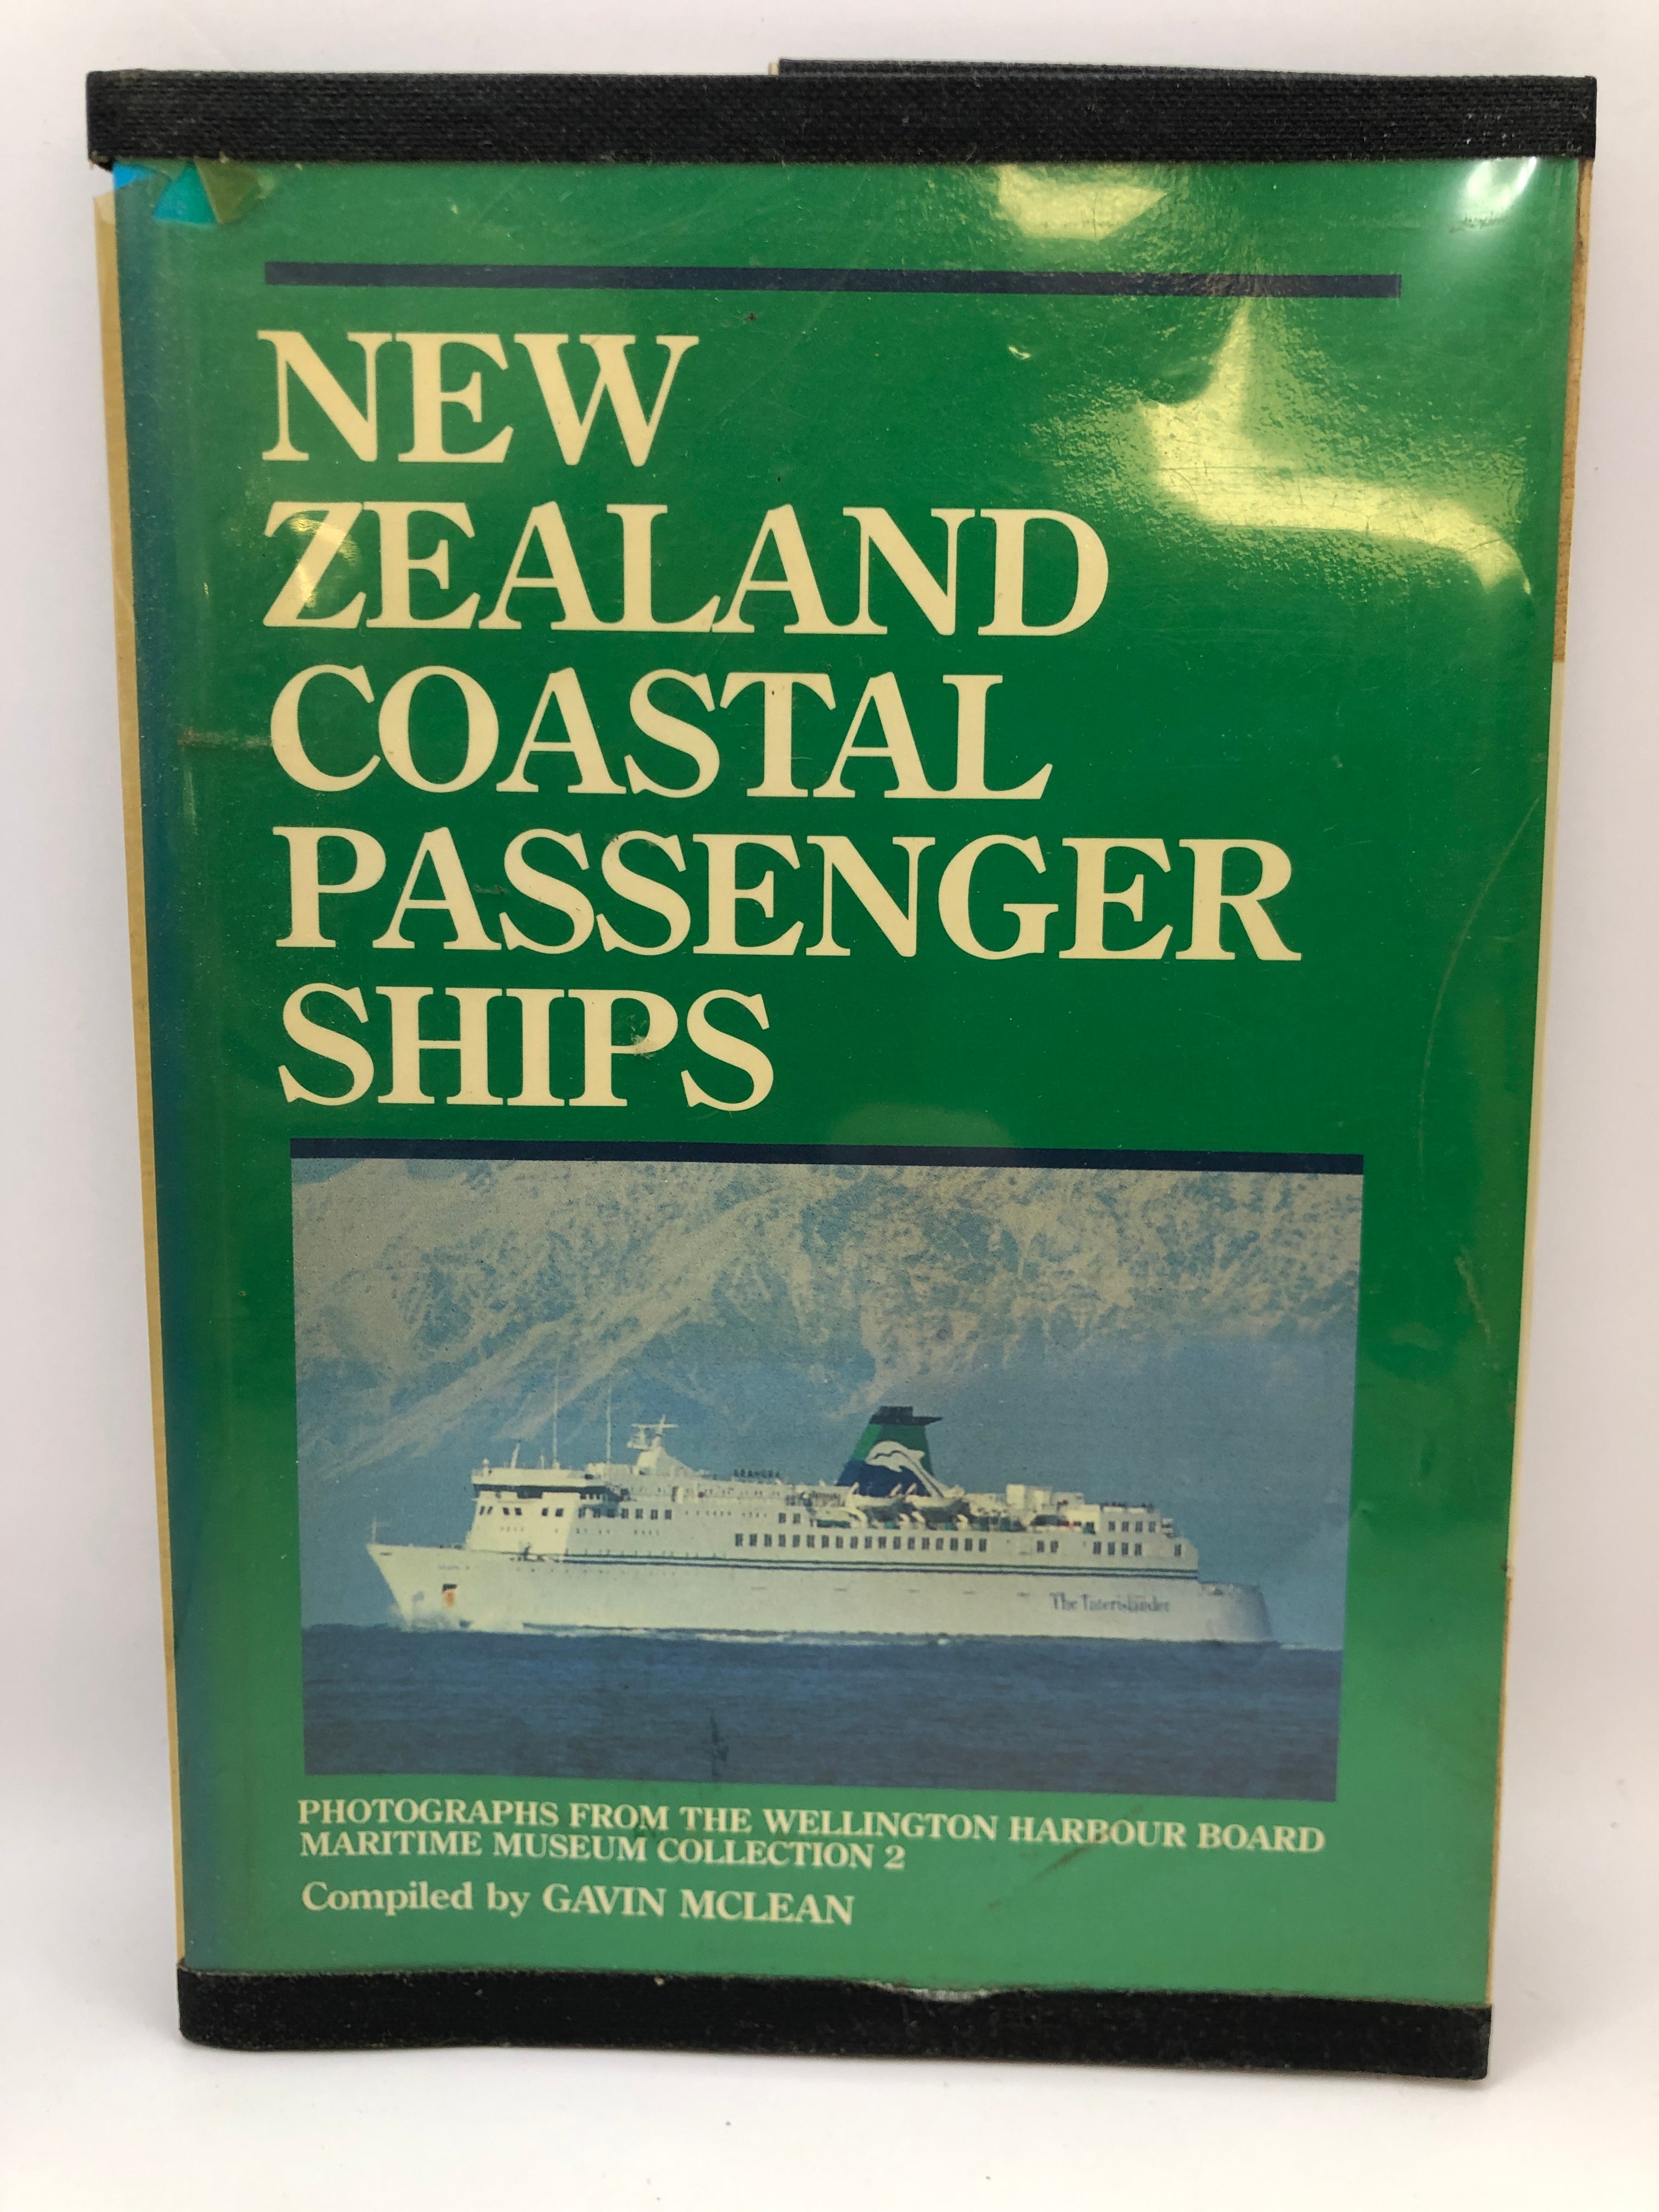 NEW
ZEALAND
COASTAL
PASSENGER
SHIPS
The Interislander
PHOTOGRAPHS FROM THE WELLINGTON HARBOUR BOARD
MARITIME MUSEUM COLLECTION 2
Compiled by GAVIN MCLEAN